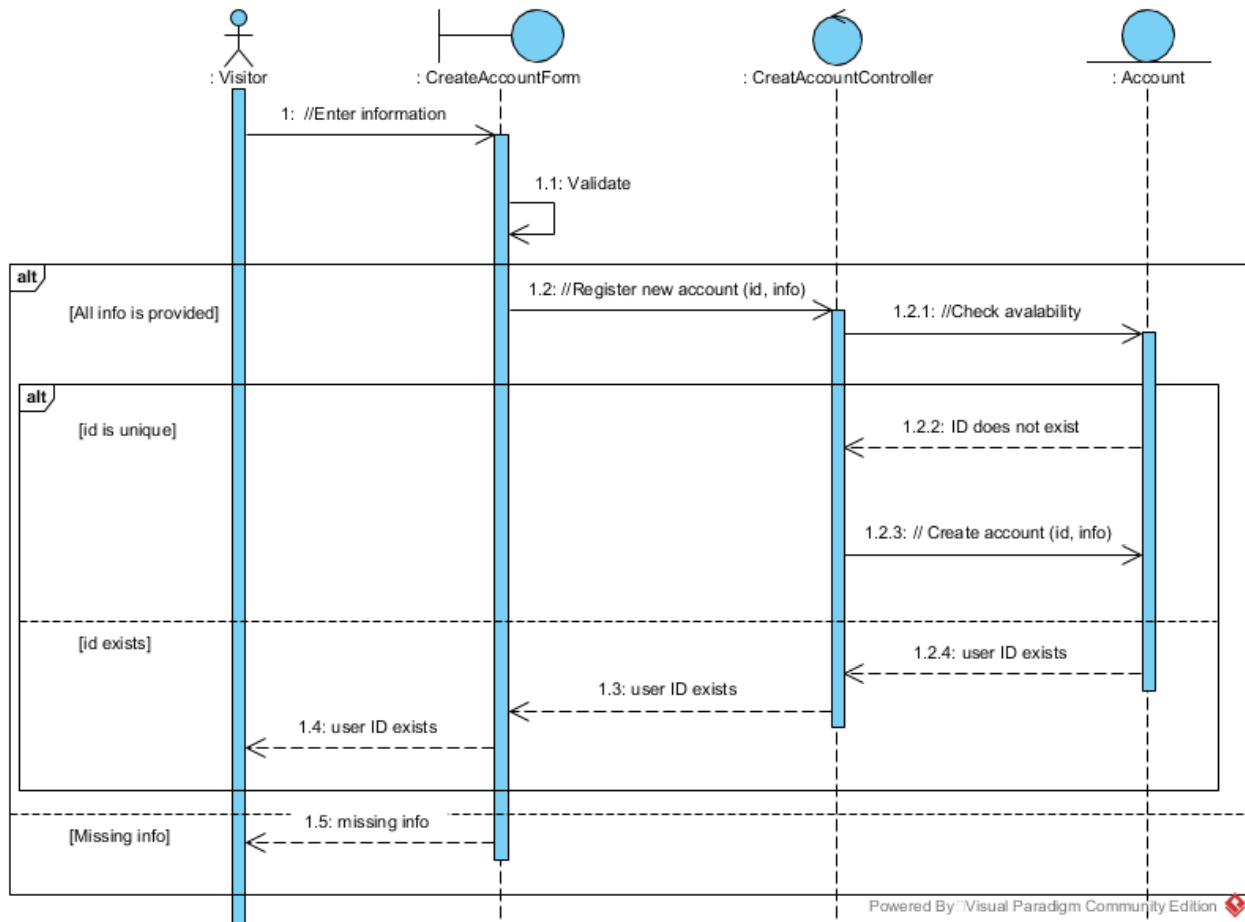 : Visitor
: CreateAccountForm
: CreatAccountController
: Account
1: //Enter information
1.1: Validate
alt
[All info is provided]
1.2: //Register new account (id, info)
1.2.1: //Check avalability
alt
[id is unique]
1.2.2: ID does not exist
1.2.3: // Create account (id, info)
[id exists]
1.2.4: user ID exists
1.3: user ID exists
1.4: user ID exists
[Missing info]
1.5: missing info
Powered By Visual Paradigm Community Edition